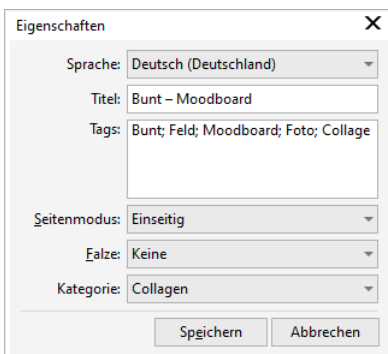 Eigenschaften
Sprache: Deutsch (Deutschland)
Titel: Bunt – Moodboard
Tags: Bunt; Feld; Moodboard; Foto; Collage
Seitenmodus: Einseitig
Falze: Keine
Kategorie: Collagen
Speichern Abbrechen